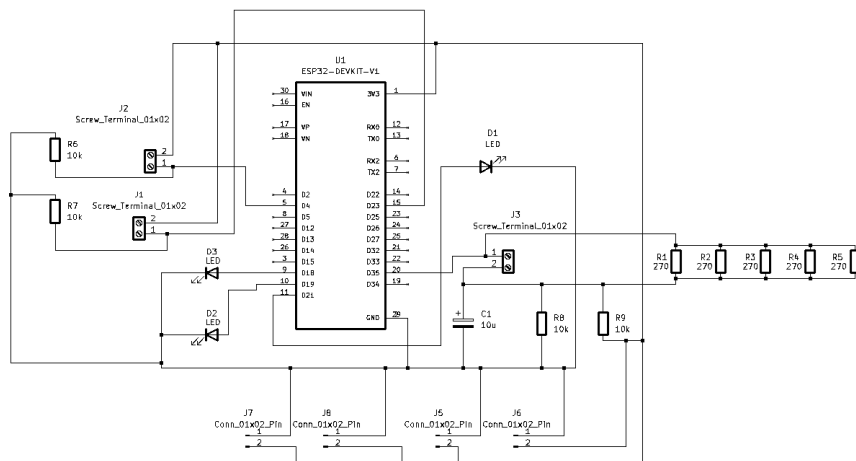 U1
ESP32-DEVKIT-V1
30 VIN
16 EN
17 VP
18 VN
4 D2
5 D4
8 D5
27 D12
28 D13
26 D14
3 D15
9 D18
10 D19
11 D21
3V3 1
RX0 12
TX0 13
RX2 6
TX2 7
D22 14
D23 15
D25 23
D26 24
D27 25
D32 21
D33 22
D35 20
D34 19
GND 29
J2
Screw_Terminal_01x02
2
1
R6
10k
J1
Screw_Terminal_01x02
2
1
R7
10k
D3
LED
D2
LED
D1
LED
J3
Screw_Terminal_01x02
1
2
R1
270
R2
270
R3
270
R4
270
R5
270
+
C1
10u
R8
10k
R9
10k
J7
Conn_01x02_Pin
1
2
J8
Conn_01x02_Pin
1
2
J5
Conn_01x02_Pin
1
2
J6
Conn_01x02_Pin
1
2